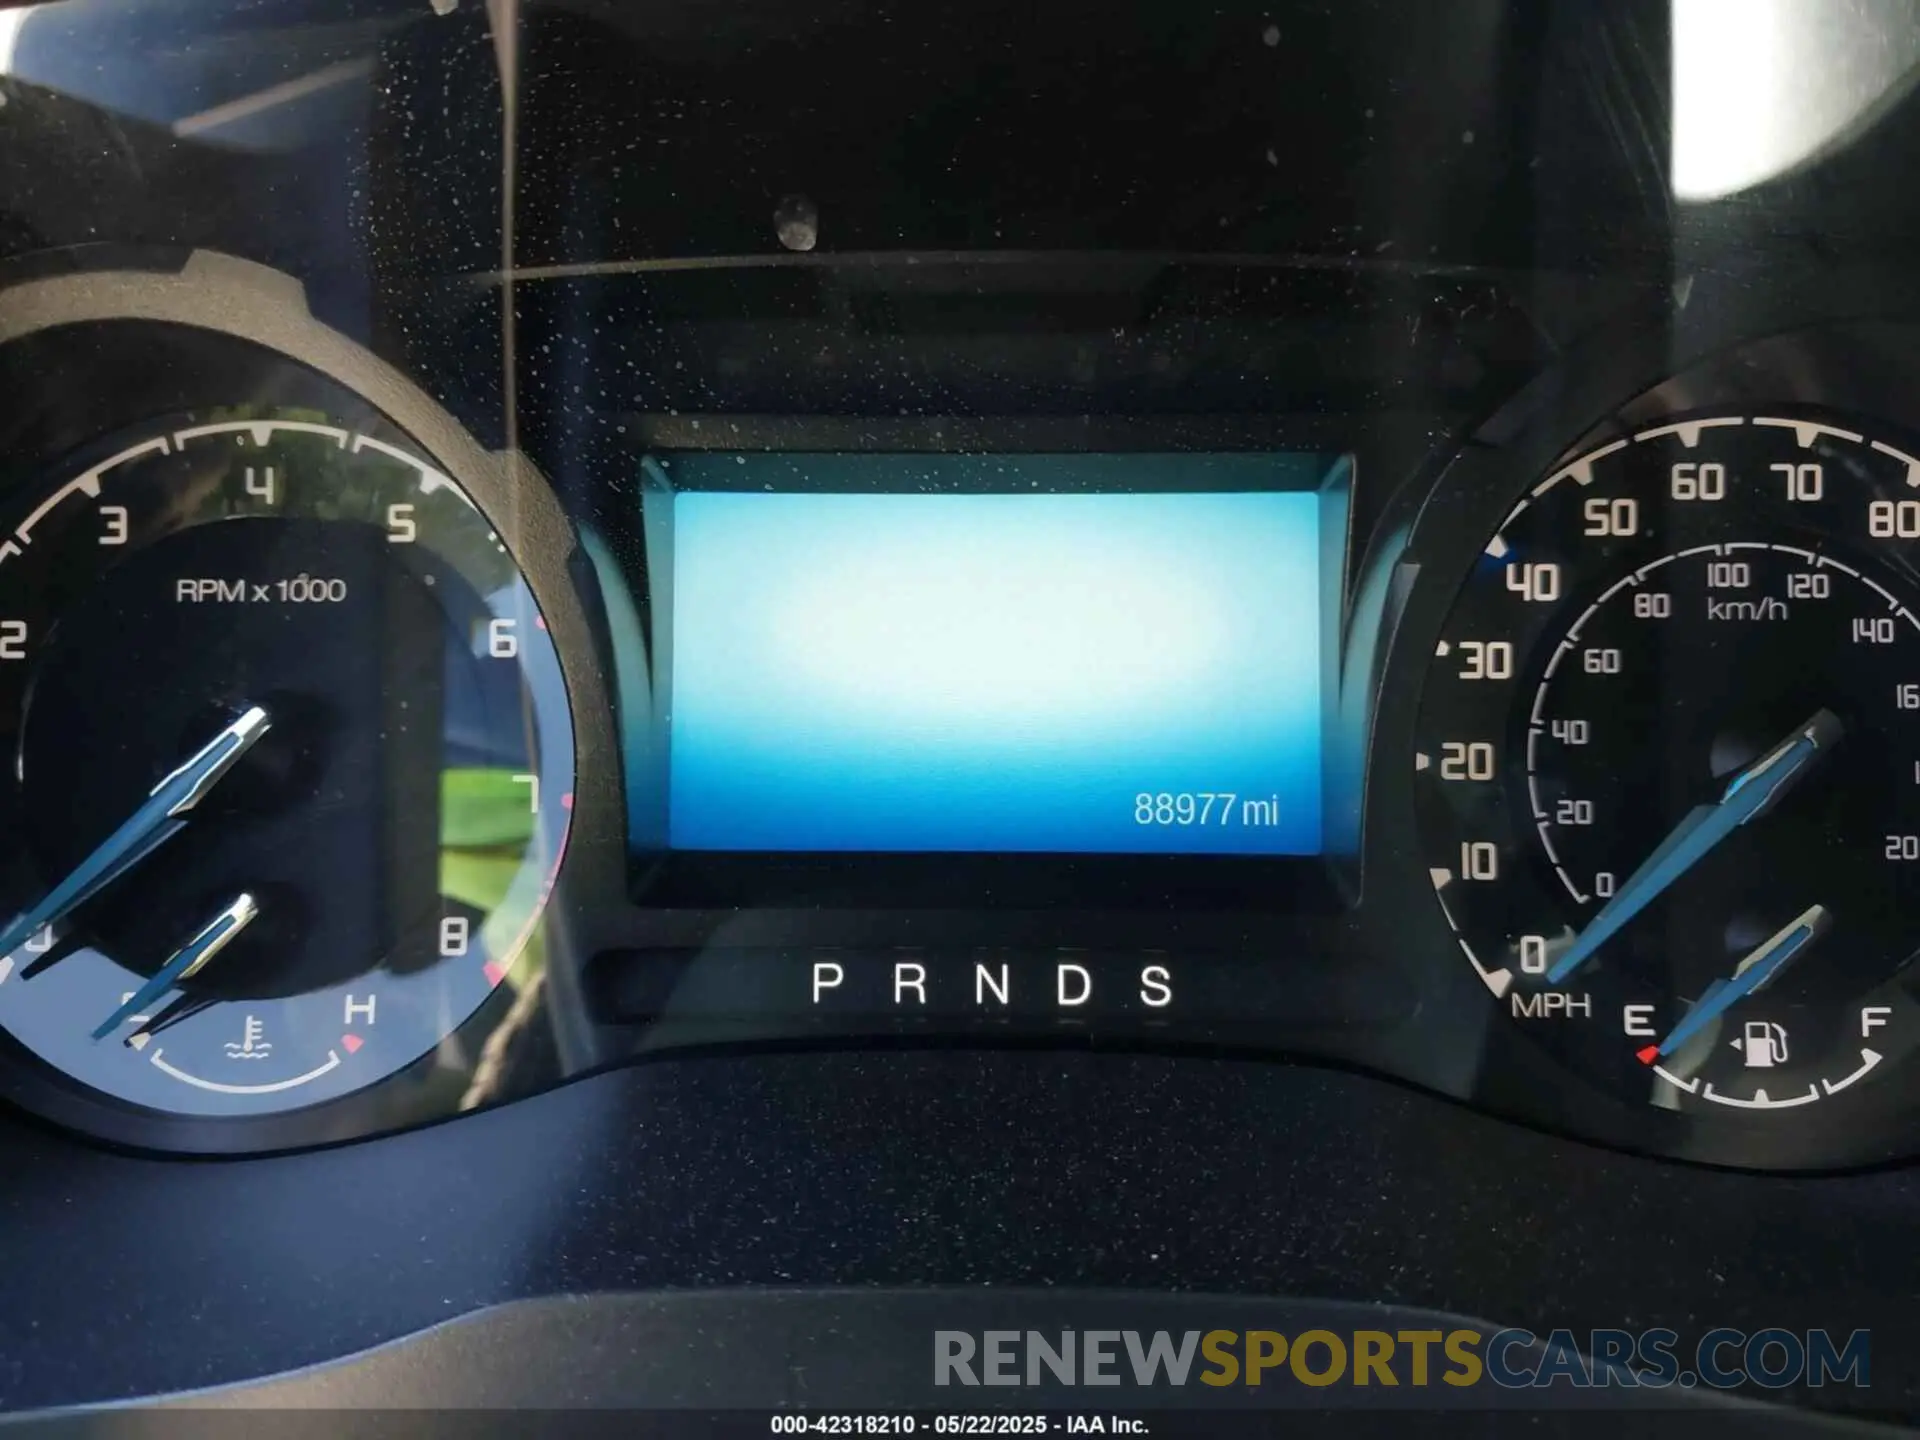 3 4 5
2 6
RPM x 1000
7
0 8
H
88977 mi
P R N D S
0 10 20 30 40 50 60 70 80
MPH
0 20 40 60 80 100 120 140
km/h
E F
RENEWSPORTSCARS.COM
000-42318210 - 05/22/2025 - IAA Inc.